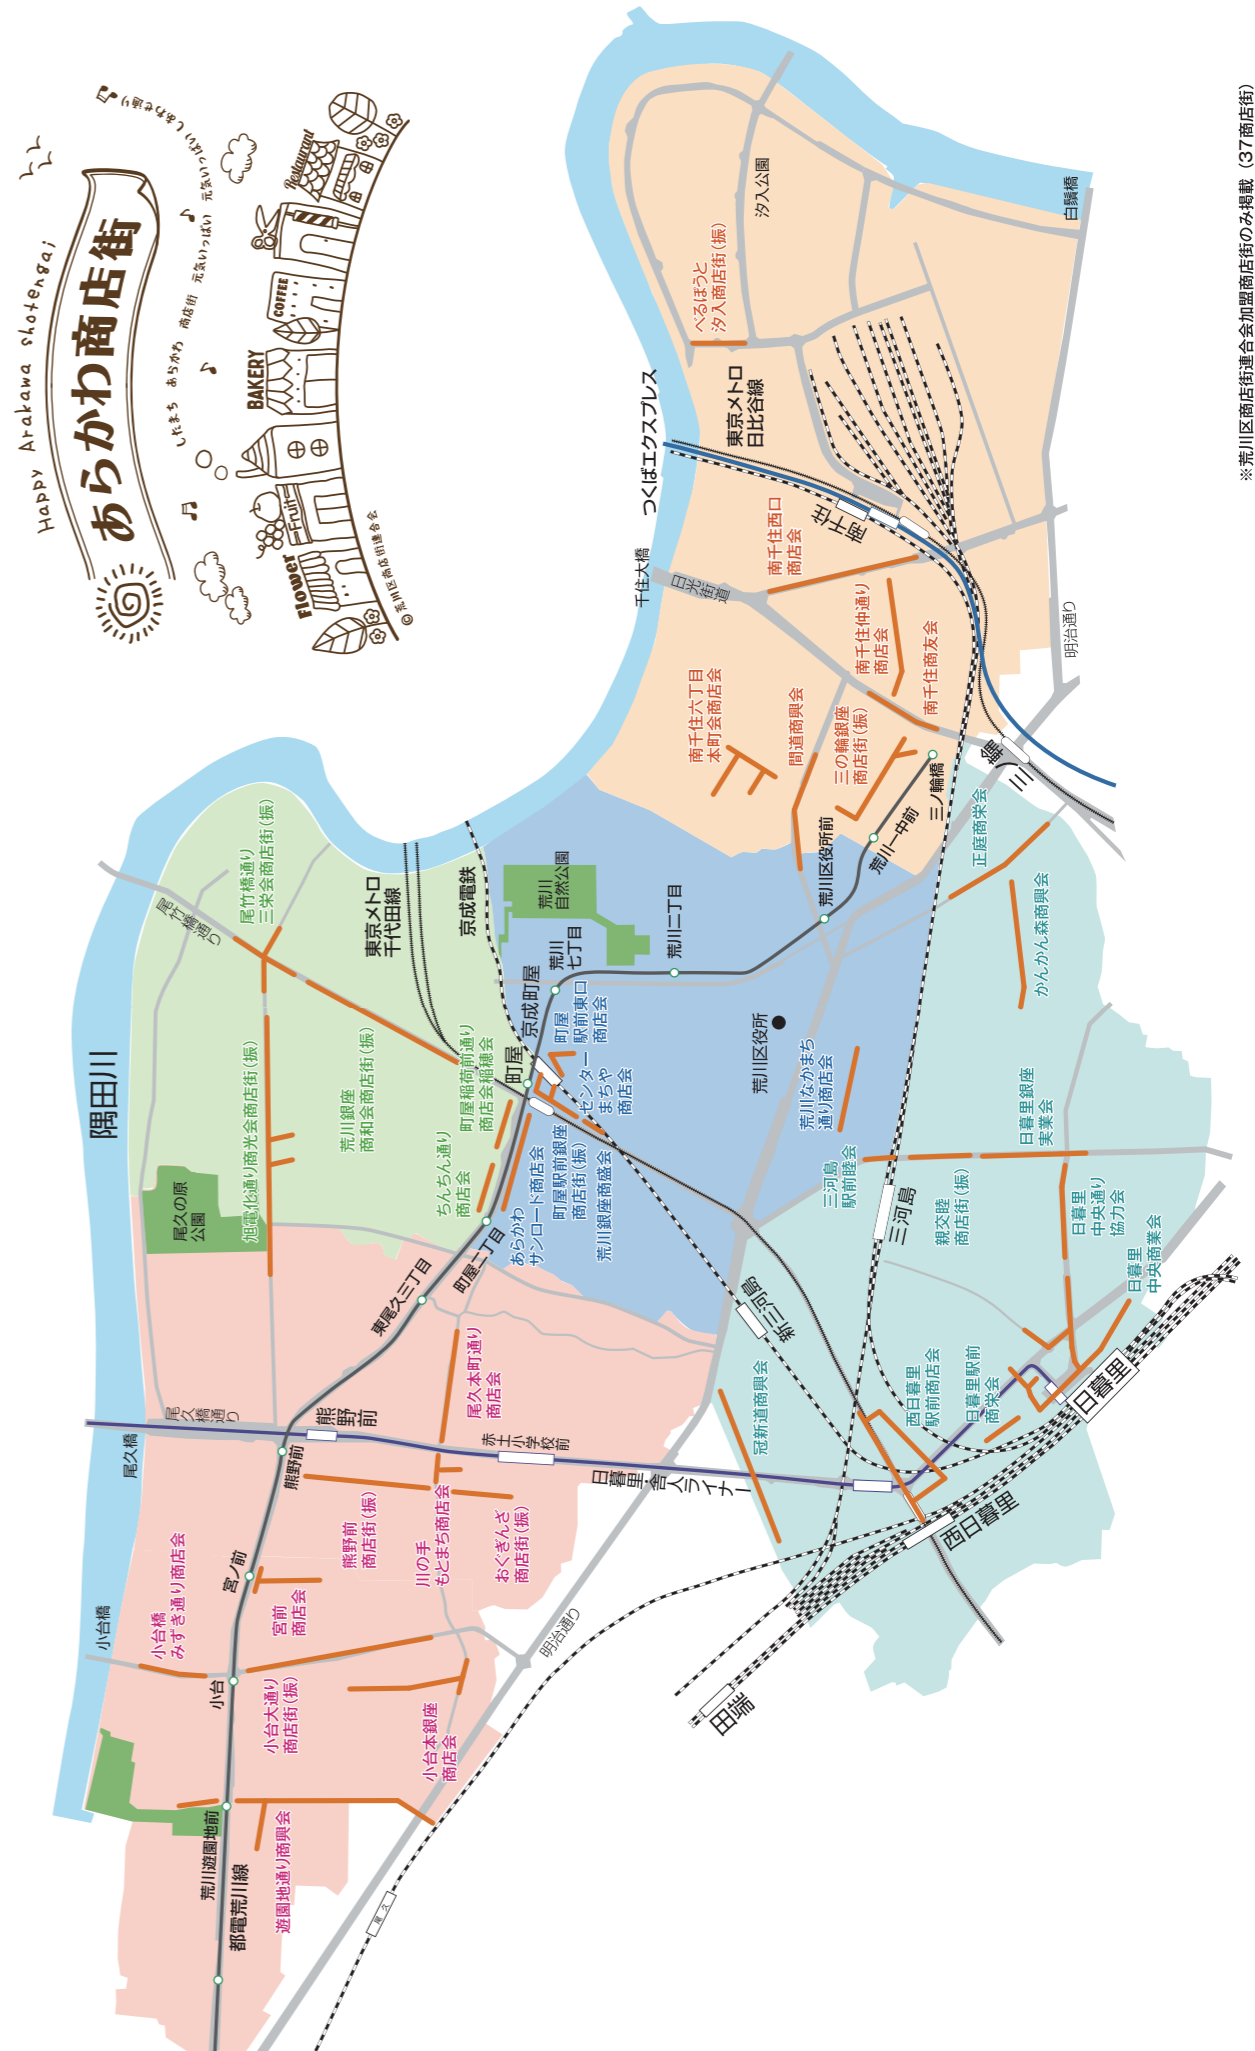 Happy Arakawa shotengai
あらかわ商店街
したまち あらかわ 商店街 元気いっぱい 元気いっぱい しあわせ通り
Flower
Fruit
BAKERY
COFFEE
Restaurant
©荒川区商店街連合会
※荒川区商店街連合会加盟商店街のみ掲載（37商店街）
隅田川
都電荒川線
荒川遊園地前
遊園地通り商興会
小台
小台橋
小台橋
みずき通り商店会
小台大通り
商店街(振)
小台本銀座
商店会
宮ノ前
宮前
商店会
尾久
明治通り
熊野前
熊野前
熊野前
商店街(振)
川の手
もとまち商店会
おぐぎんざ
商店街(振)
尾久橋
尾久橋通り
赤土小学校前
日暮里・舎人ライナー
尾久本町通り
商店会
東尾久三丁目
町屋二丁目
尾久の原
公園
旭電化通り商光会商店街(振)
尾竹橋通り
尾竹橋通り
三栄会商店街(振)
荒川銀座
商和会商店街(振)
ちんちん通り
商店会
町屋稲荷前通り
商店会稲穂会
東京メトロ
千代田線
京成電鉄
町屋
京成町屋
あらかわ
サンロード商店会
町屋駅前銀座
商店街(振)
荒川銀座商盛会
センター
まちや
商店会
町屋
駅前東口
商店会
荒川
七丁目
荒川
自然公園
荒川二丁目
荒川区役所
荒川なかまち
通り商店会
荒川区役所前
荒川一中前
三ノ輪橋
三ノ輪
間道商興会
南千住六丁目
本町会商店会
三の輪銀座
商店街(振)
南千住仲通り
商店会
南千住商友会
南千住西口
商店会
南千住
日光街道
千住大橋
つくばエクスプレス
東京メトロ
日比谷線
べるぽうと
汐入商店街(振)
汐入公園
白鬚橋
明治通り
正庭商栄会
かんかん森商興会
三河島
駅前睦会
三河島
親交睦
商店街(振)
日暮里銀座
実業会
日暮里
中央通り
協力会
日暮里
中央商業会
新三河島
冠新道商興会
西日暮里
駅前商店会
日暮里駅前
商栄会
日暮里
西日暮里
田端